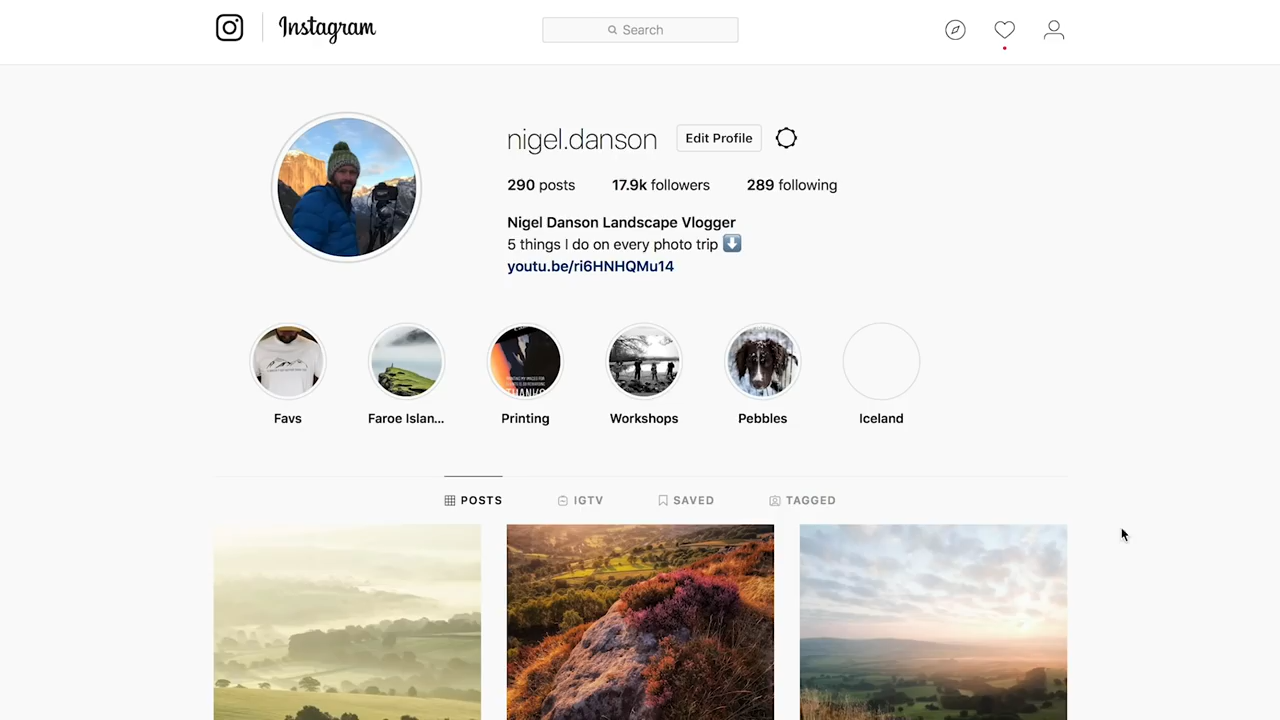 Instagram
Search
nigel.danson Edit Profile
290 posts 17.9k followers 289 following
Nigel Danson Landscape Vlogger
5 things I do on every photo trip ⬇️
youtu.be/ri6HNHQMu14
THANKS
Favs Faroe Islan... Printing Workshops Pebbles Iceland
POSTS IGTV SAVED TAGGED